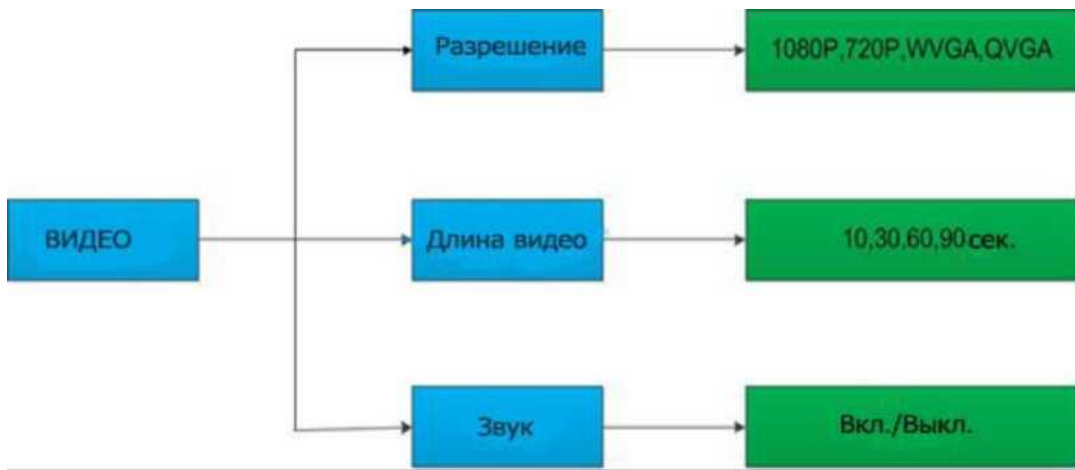 Разрешение
1080P,720P,WVGA,QVGA
ВИДЕО
Длина видео
10,30,60,90 сек.
Звук
Вкл./Выкл.